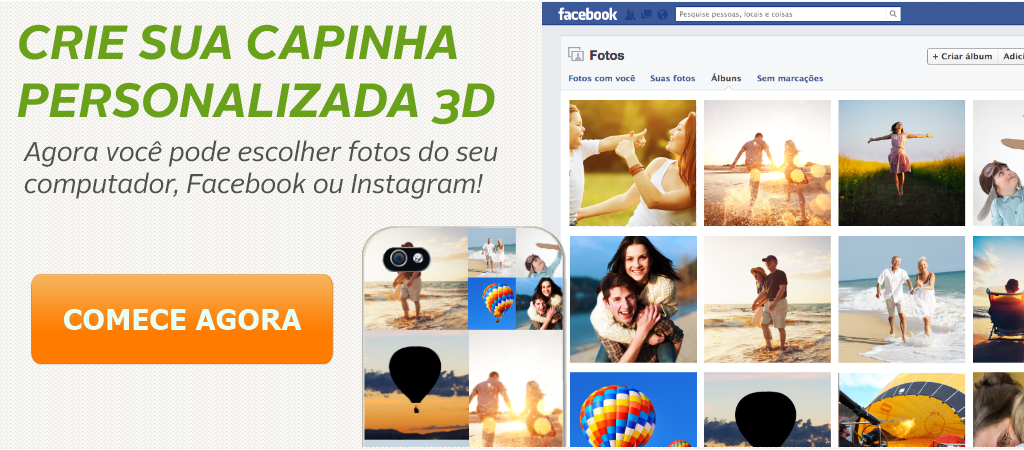 CRIE SUA CAPINHA
PERSONALIZADA 3D
Agora você pode escolher fotos do seu
computador, Facebook ou Instagram!
COMECE AGORA
facebook
Pesquise pessoas, locais e coisas
Fotos
+ Criar álbum
Adici
Fotos com você
Suas fotos
Álbuns
Sem marcações